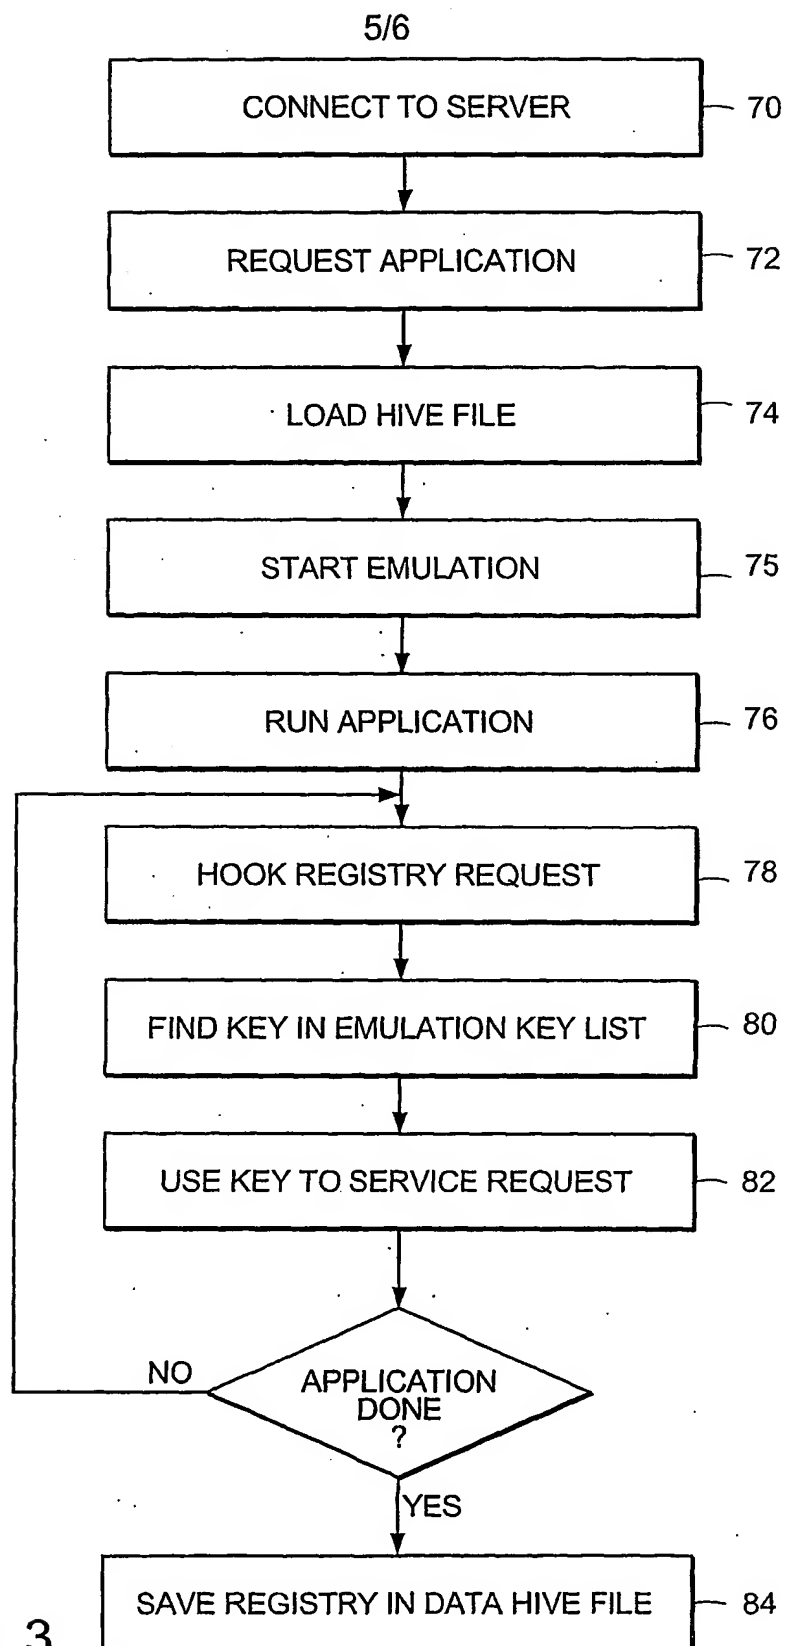 5/6
CONNECT TO SERVER
70
REQUEST APPLICATION
72
LOAD HIVE FILE
74
START EMULATION
75
RUN APPLICATION
76
HOOK REGISTRY REQUEST
78
FIND KEY IN EMULATION KEY LIST
80
USE KEY TO SERVICE REQUEST
82
NO
APPLICATION
DONE
?
YES
SAVE REGISTRY IN DATA HIVE FILE
84
3